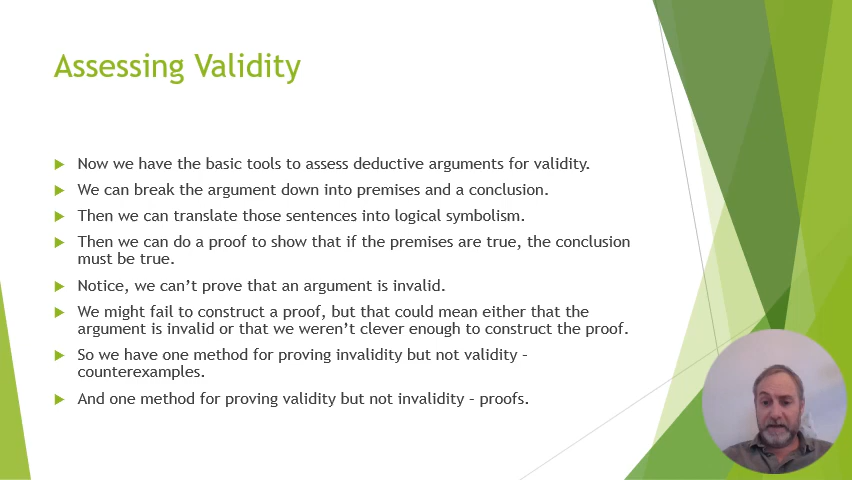 Assessing Validity
Now we have the basic tools to assess deductive arguments for validity.
We can break the argument down into premises and a conclusion.
Then we can translate those sentences into logical symbolism.
Then we can do a proof to show that if the premises are true, the conclusion
must be true.
Notice, we can’t prove that an argument is invalid.
We might fail to construct a proof, but that could mean either that the
argument is invalid or that we weren’t clever enough to construct the proof.
So we have one method for proving invalidity but not validity –
counterexamples.
And one method for proving validity but not invalidity – proofs.